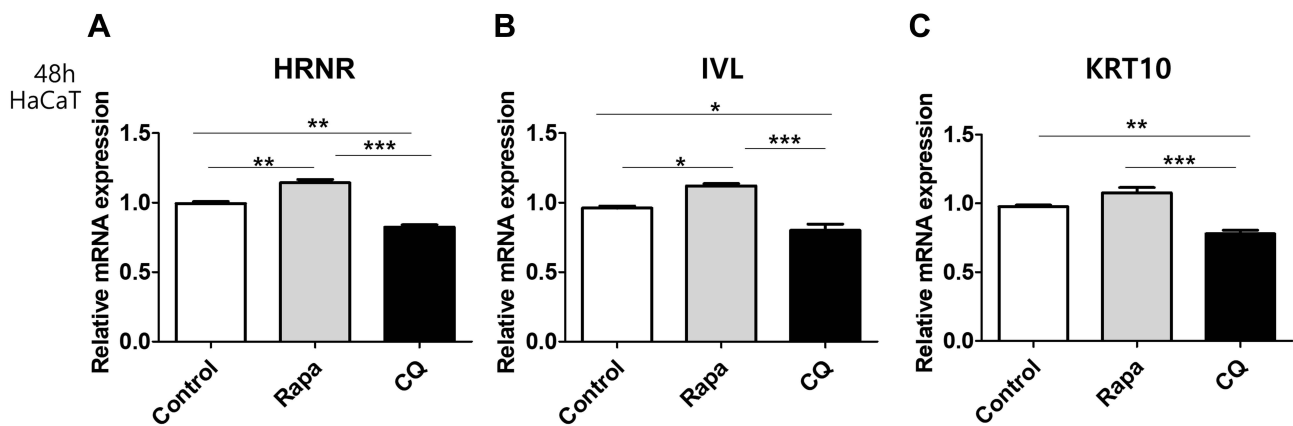 A
B
C
48h
HaCaT
HRNR
Relative mRNA expression
1.5
1.0
0.5
0.0
**
**
***
Control
Rapa
CQ
IVL
Relative mRNA expression
1.5
1.0
0.5
0.0
*
*
***
Control
Rapa
CQ
KRT10
Relative mRNA expression
1.5
1.0
0.5
0.0
**
***
Control
Rapa
CQ